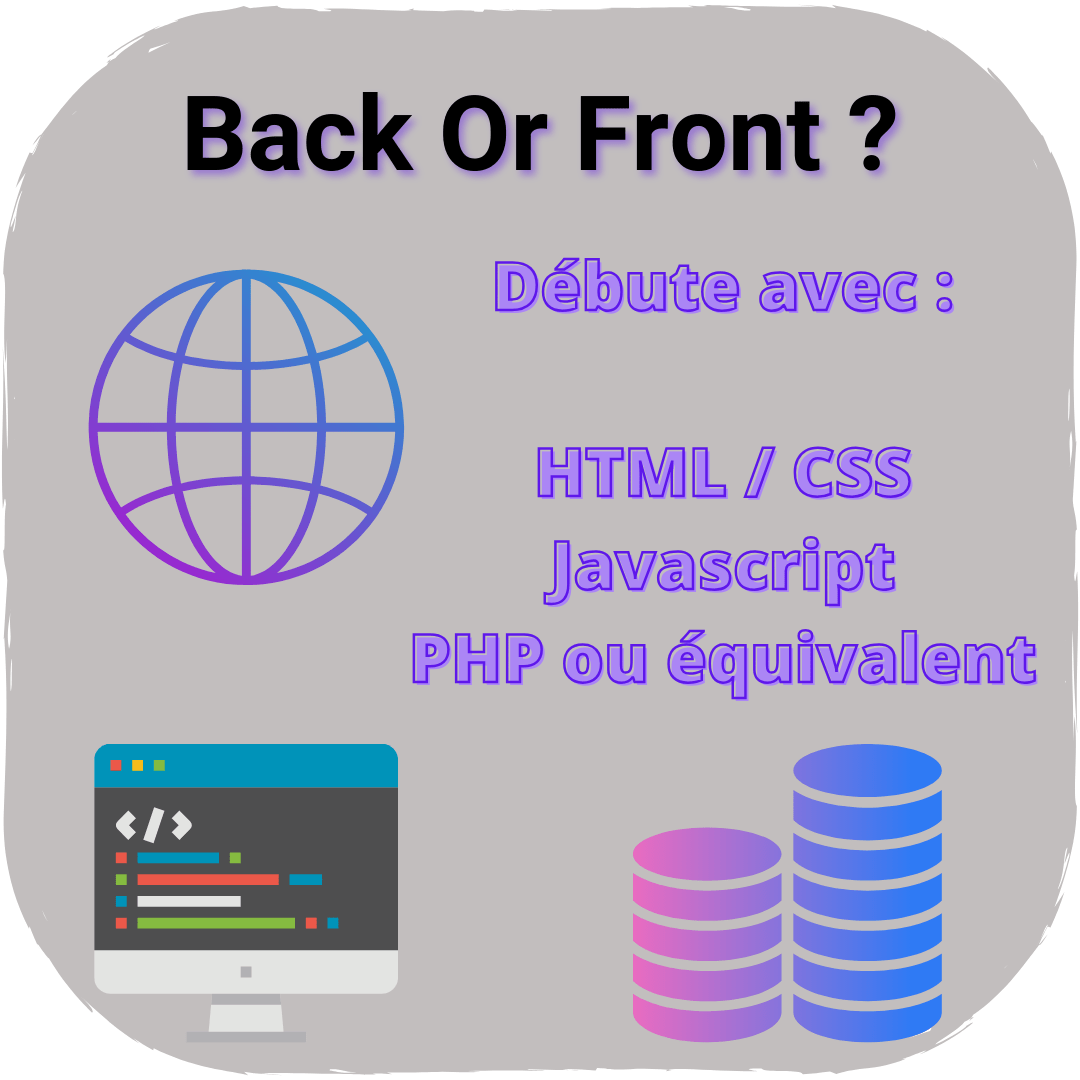 Back Or Front ?
Débute avec :
HTML / CSS
Javascript
PHP ou équivalent
</>